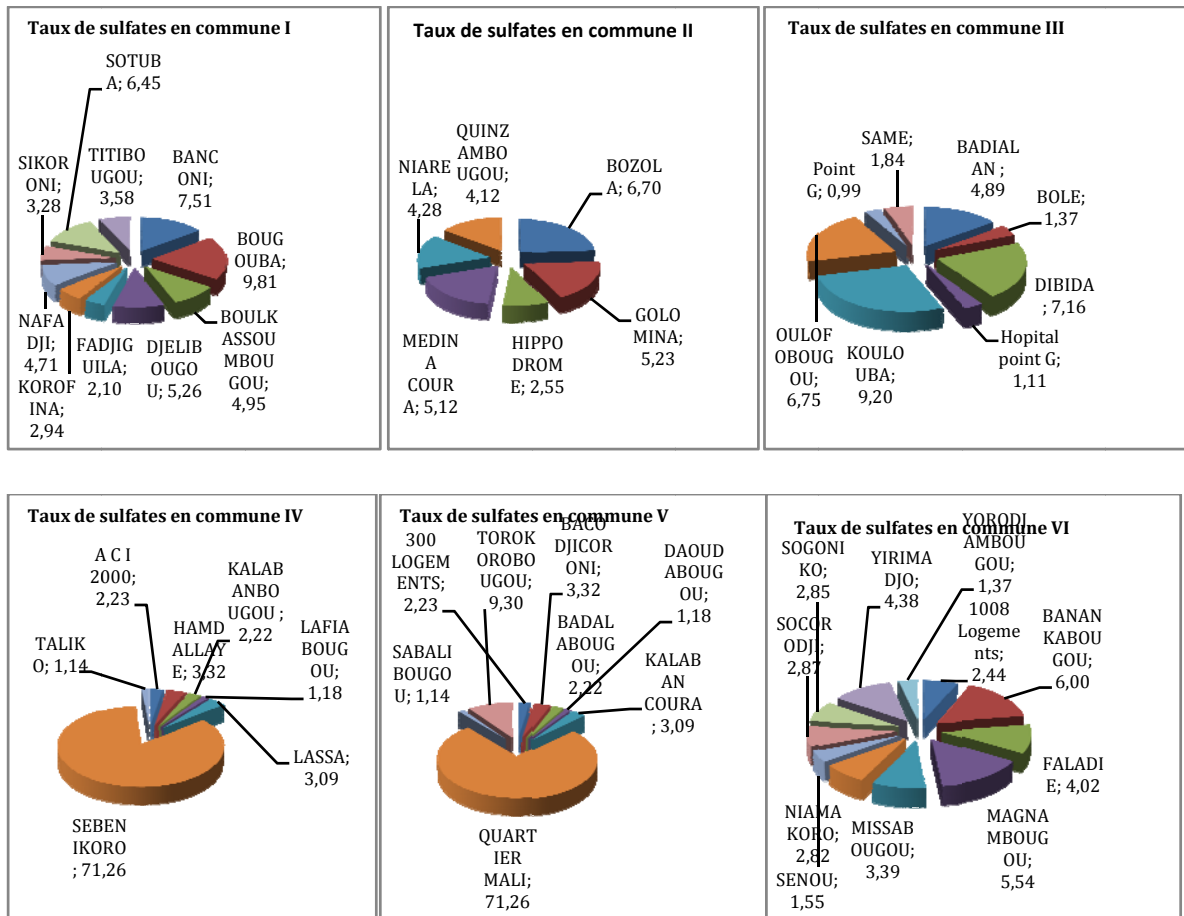 Taux de sulfates en commune I
SOTUB
A; 6,45
TITIBO
UGOU;
3,58
BANC
ONI;
7,51
SIKOR
ONI;
3,28
BOUG
OUBA;
9,81
BOULK
ASSOU
MBOU
GOU;
4,95
DJELIB
OUGO
U; 5,26
FADJIG
UILA;
2,10
NAFA
DJI;
4,71
KOROF
INA;
2,94
Taux de sulfates en commune II
QUINZ
AMBO
UGOU;
4,12
BOZOL
A; 6,70
NIARE
LA;
4,28
GOLO
MINA;
5,23
HIPPO
DROM
E; 2,55
MEDIN
A
COUR
A; 5,12
Taux de sulfates en commune III
SAME;
1,84
BADIAL
AN ;
4,89
Point
G; 0,99
BOLE;
1,37
DIBIDA
; 7,16
Hopital
point G;
1,11
KOULO
UBA;
9,20
OULOF
OBOUG
OU;
6,75
Taux de sulfates en commune IV
A C I
2000;
2,23
KALAB
ANBO
UGOU ;
2,22
TALIK
O; 1,14
HAMD
ALLAY
E; 3,32
LAFIA
BOUG
OU;
1,18
LASSA;
3,09
SEBEN
IKORO
; 71,26
Taux de sulfates en commune V
300
LOGEM
ENTS;
2,23
TOROK
OROBO
UGOU;
9,30
BACO
DJICOR
ONI;
3,32
DAOUD
ABOUG
OU;
1,18
SABALI
BOUGO
U; 1,14
BADAL
ABOUG
OU;
2,22
KALAB
AN
COURA
; 3,09
QUART
IER
MALI;
71,26
Taux de sulfates en commune VI
SOGONI
KO;
2,85
YIRIMA
DJO;
4,38
YORODI
AMBOU
GOU;
1,37
1008
Logeme
nts;
2,44
BANAN
KABOU
GOU;
6,00
SOCOR
ODJI;
2,87
FALADI
E; 4,02
MAGNA
MBOUG
OU;
5,54
MISSAB
OUGOU;
3,39
NIAMA
KORO;
2,82
SENOU;
1,55